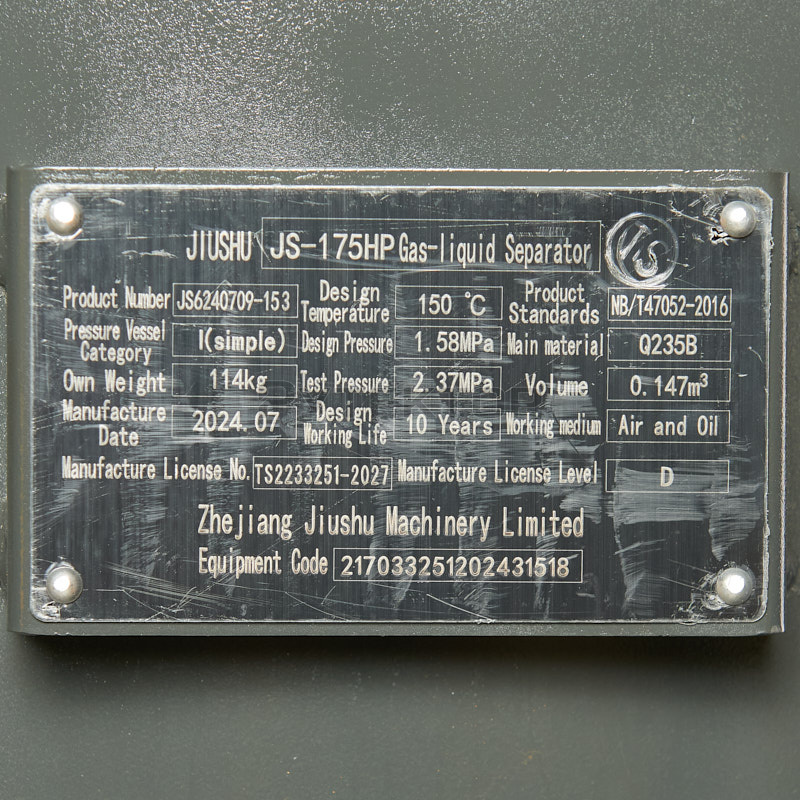 JIUSHU JS-175HP Gas-liquid Separator JS
Product Number JS6240709-153 Design Temperature 150 ℃ Product Standards NB/T47052-2016
Pressure Vessel Category I(simple) Design Pressure 1.58MPa Main material Q235B
Own Weight 114kg Test Pressure 2.37MPa Volume 0.147m³
Manufacture Date 2024.07 Design Working Life 10 Years Working medium Air and Oil
Manufacture License No. TS2233251-2027 Manufacture License Level D
Zhejiang Jiushu Machinery Limited
Equipment Code 217033251202431518